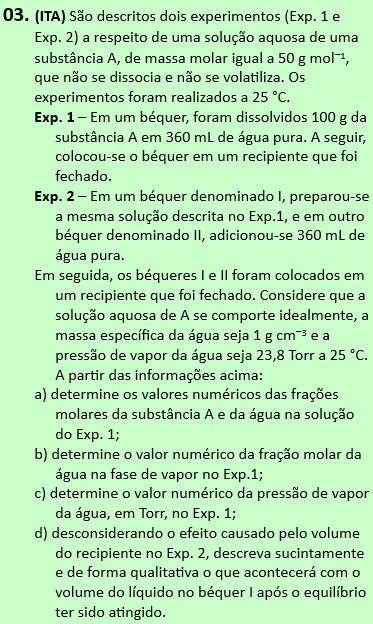 03. (ITA) São descritos dois experimentos (Exp. 1 e
Exp. 2) a respeito de uma solução aquosa de uma
substância A, de massa molar igual a 50 g mol⁻¹,
que não se dissocia e não se volatiliza. Os
experimentos foram realizados a 25 °C.
Exp. 1 – Em um béquer, foram dissolvidos 100 g da
substância A em 360 mL de água pura. A seguir,
colocou-se o béquer em um recipiente que foi
fechado.
Exp. 2 – Em um béquer denominado I, preparou-se
a mesma solução descrita no Exp.1, e em outro
béquer denominado II, adicionou-se 360 mL de
água pura.
Em seguida, os béqueres I e II foram colocados em
um recipiente que foi fechado. Considere que a
solução aquosa de A se comporte idealmente, a
massa específica da água seja 1 g cm⁻³ e a
pressão de vapor da água seja 23,8 Torr a 25 °C.
A partir das informações acima:
a) determine os valores numéricos das frações
molares da substância A e da água na solução
do Exp. 1;
b) determine o valor numérico da fração molar da
água na fase de vapor no Exp.1;
c) determine o valor numérico da pressão de vapor
da água, em Torr, no Exp. 1;
d) desconsiderando o efeito causado pelo volume
do recipiente no Exp. 2, descreva sucintamente
e de forma qualitativa o que acontecerá com o
volume do líquido no béquer I após o equilíbrio
ter sido atingido.